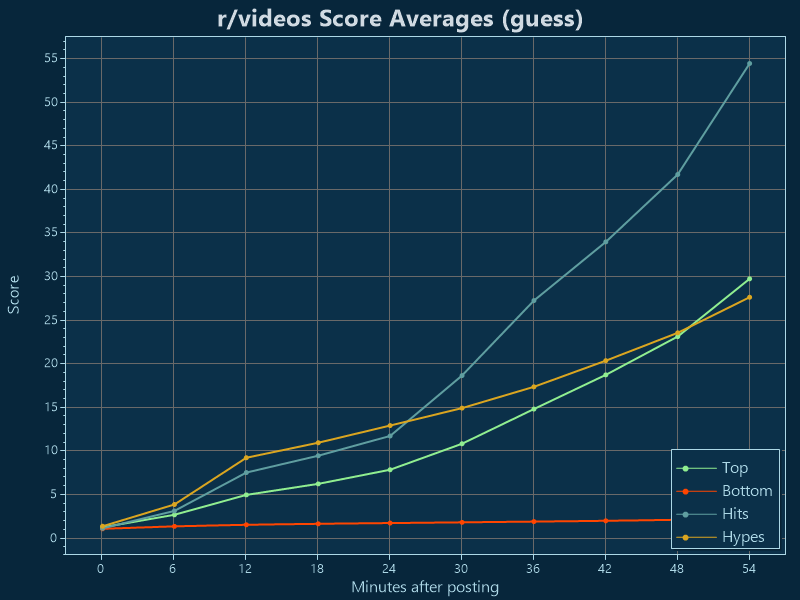 r/videos Score Averages (guess)
55
50
45
40
35
30
25
20
15
10
5
0
Score
0 6 12 18 24 30 36 42 48 54
Minutes after posting
Top
Bottom
Hits
Hypes